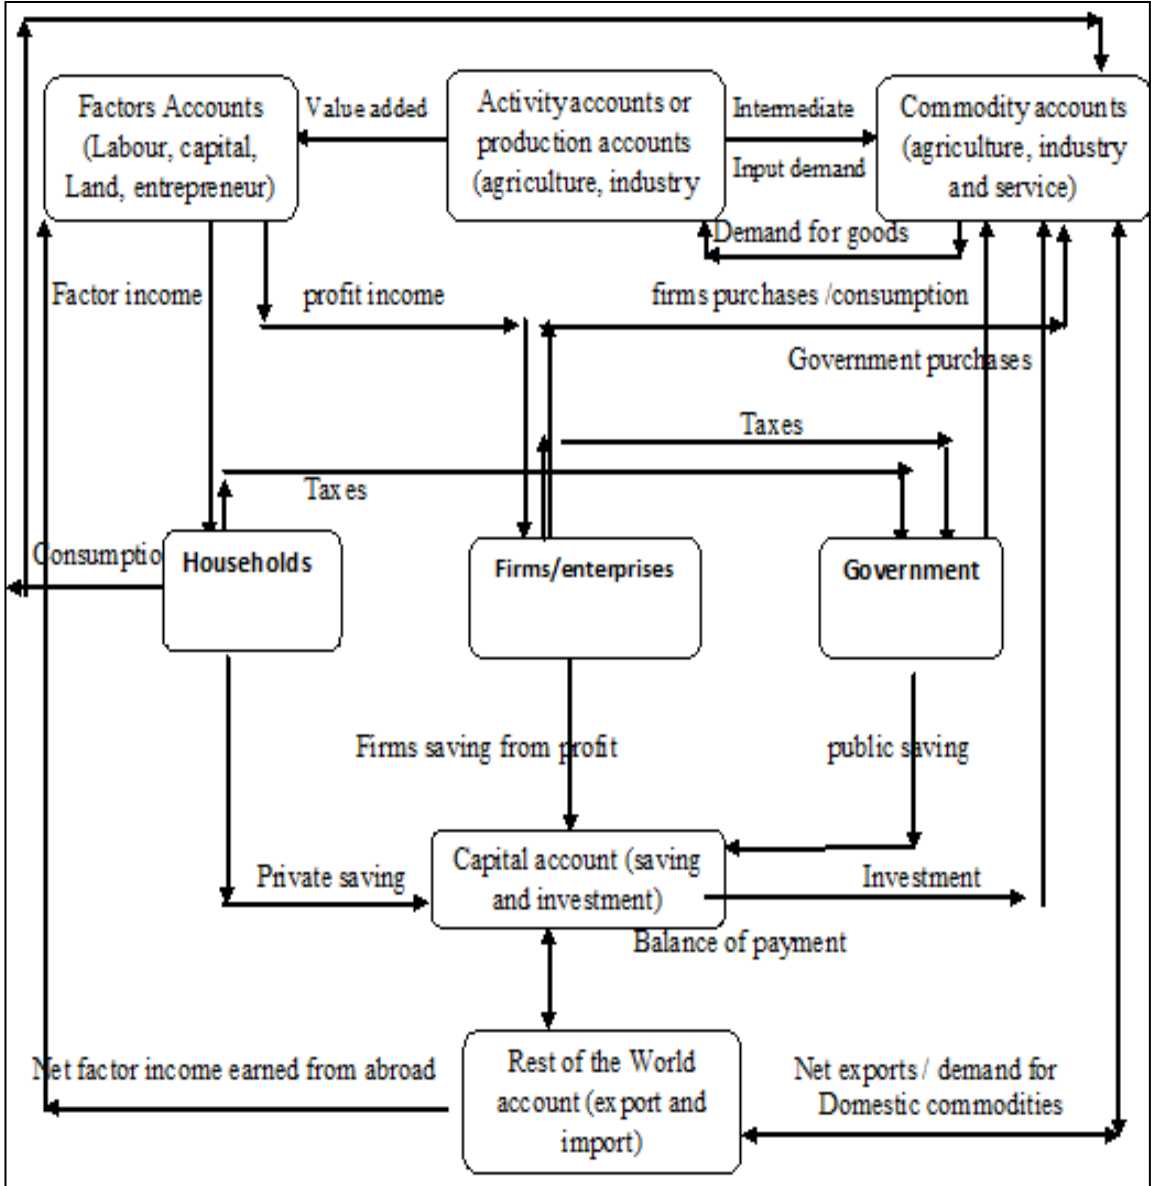 Factors Accounts
(Labour, capital,
Land, entrepreneur)
Value added
Activity accounts or
production accounts
(agriculture, industry
Intermediate
Input demand
Commodity accounts
(agriculture, industry
and service)
Demand for goods
Factor income
profit income
firms purchases /consumption
Government purchases
Taxes
Taxes
Consumptio
Households
Firms/enterprises
Government
Firms saving from profit
public saving
Capital account (saving
and investment)
Private saving
Investment
Balance of payment
Rest of the World
account (export and
import)
Net factor income earned from abroad
Net exports / demand for
Domestic commodities